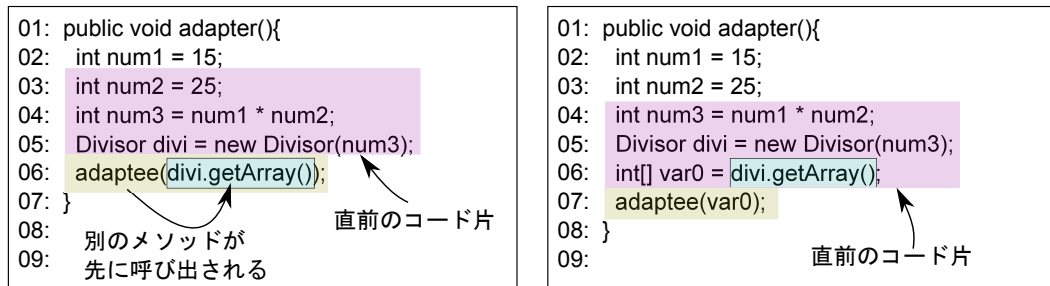 01: public void adapter(){
02: int num1 = 15;
03: int num2 = 25;
04: int num3 = num1 * num2;
05: Divisor divi = new Divisor(num3);
06: adaptee(divi.getArray());
07: }
08:
09:
別のメソッドが
先に呼び出される
直前のコード片
01: public void adapter(){
02: int num1 = 15;
03: int num2 = 25;
04: int num3 = num1 * num2;
05: Divisor divi = new Divisor(num3);
06: int[] var0 = divi.getArray();
07: adaptee(var0);
08: }
09:
直前のコード片